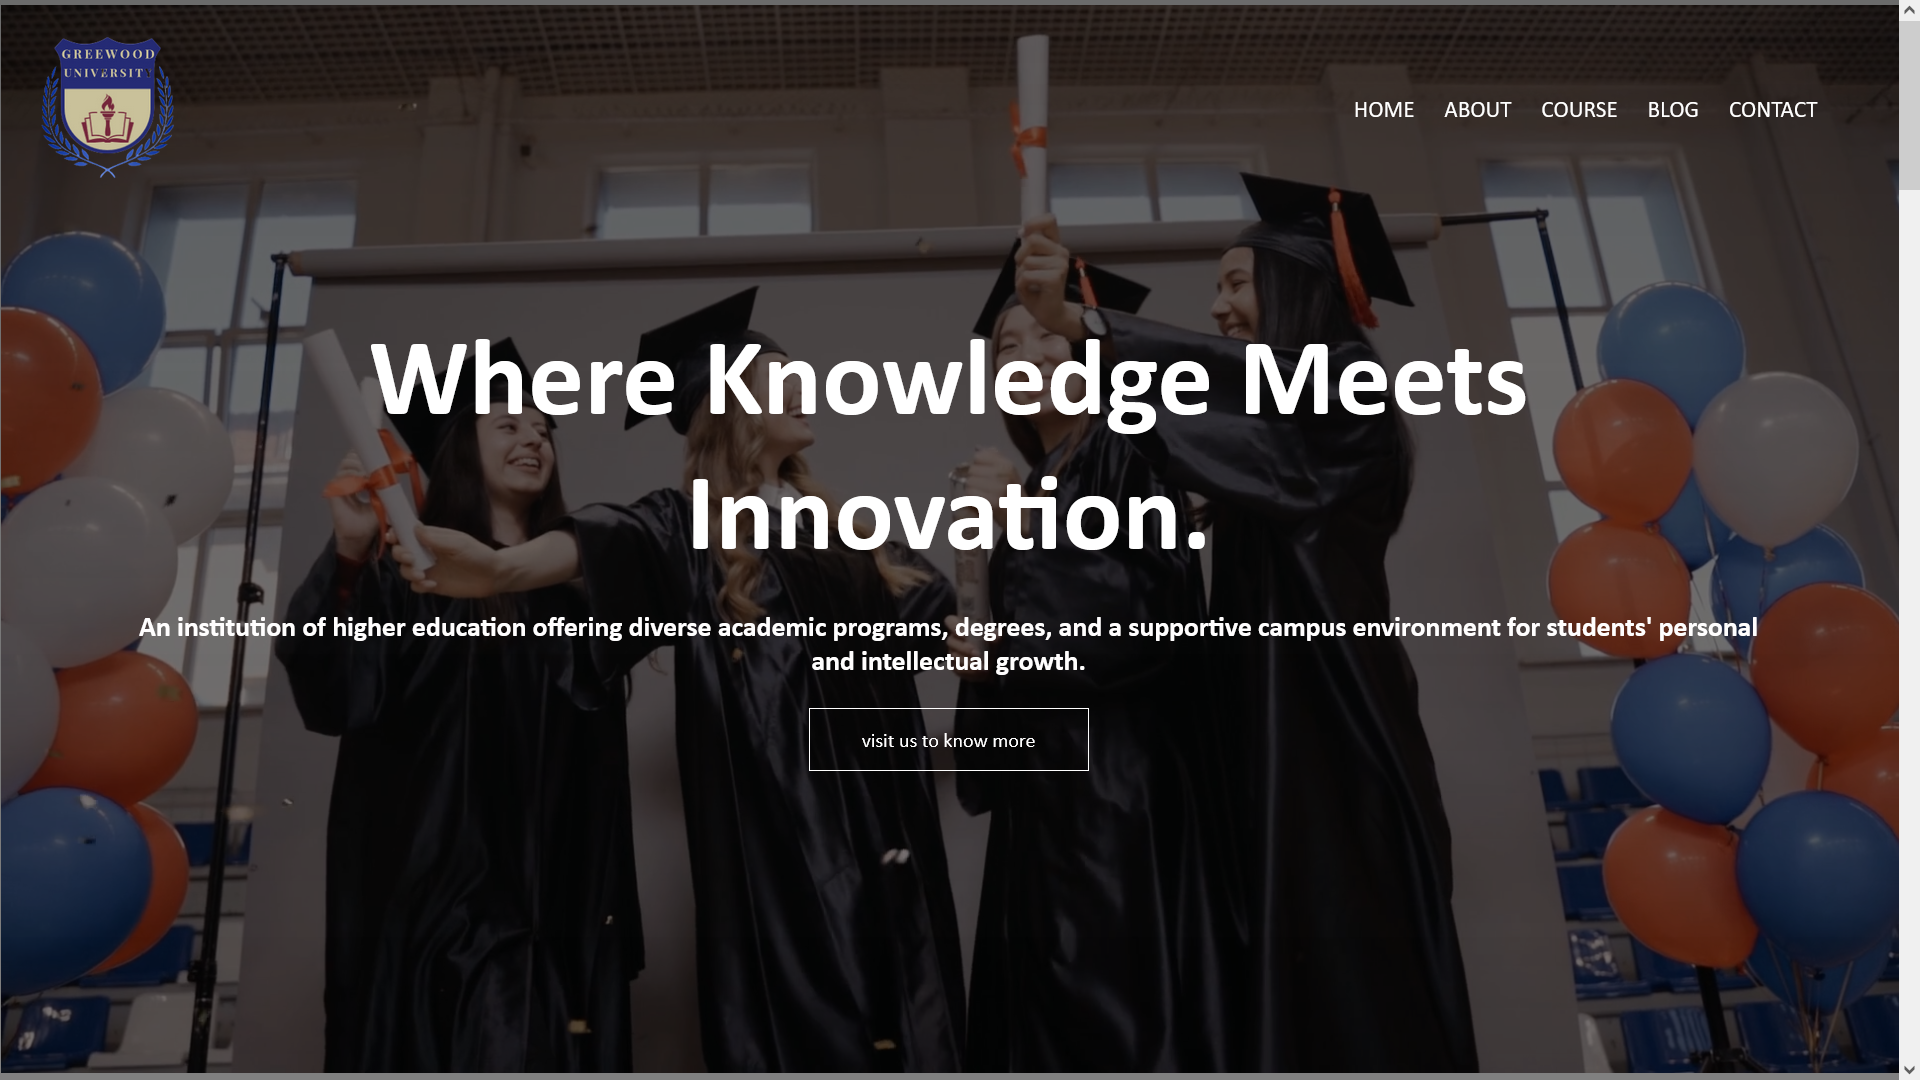 GREEWOOD
UNIVERSITY
HOME ABOUT COURSE BLOG CONTACT
Where Knowledge Meets
Innovation.
An institution of higher education offering diverse academic programs, degrees, and a supportive campus environment for students' personal
and intellectual growth.
visit us to know more